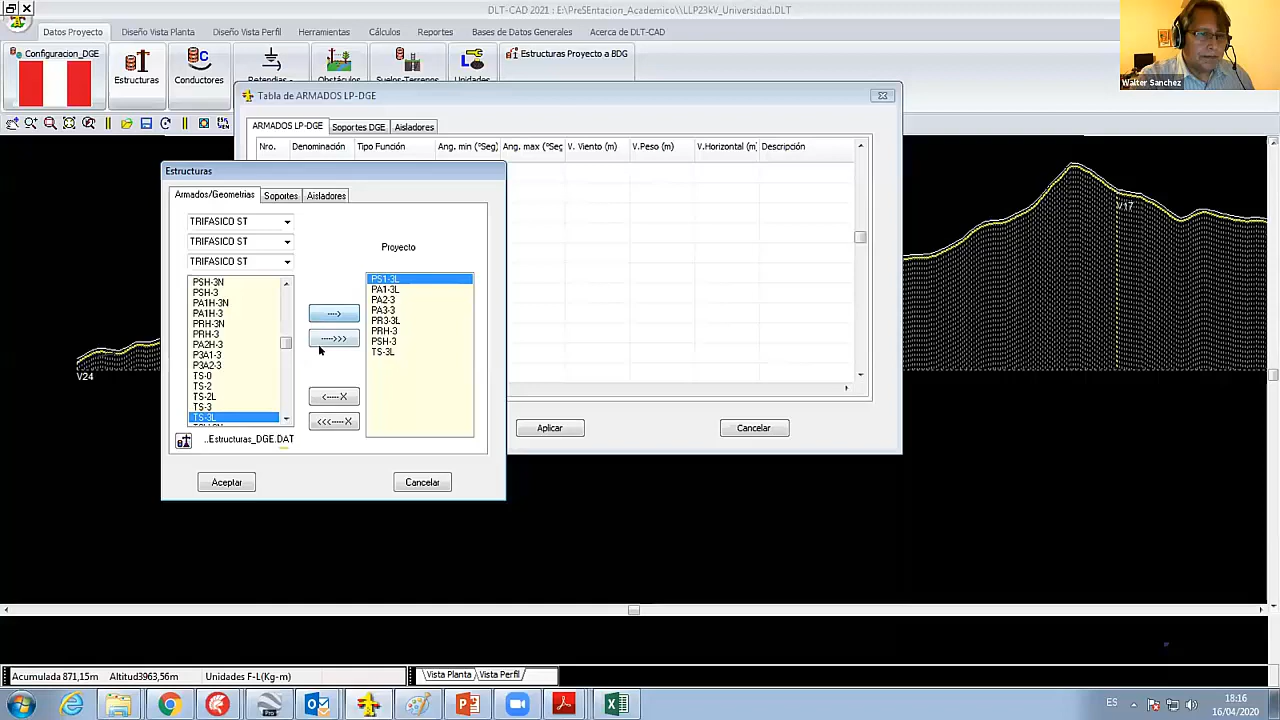 DLT-CAD 2021 : E:\PreSEntacion_Academico\\LLP23kV_Universidad.DLT
Datos Proyecto Diseño Vista Planta Diseño Vista Perfil Herramientas Cálculos Reportes Bases de Datos Generales Acerca de DLT-CAD
Configuracion_DGE
Estructuras
Conductores
Retenidas
Obstáculos
Suelos-Terrenos
Unidades
Estructuras Proyecto a BDG
Walter Sanchez
Tabla de ARMADOS LP-DGE
ARMADOS LP-DGE Soportes DGE Aisladores
Nro. Denominación Tipo Función Ang. min (°Seg) Ang. max (°Seg V. Viento (m) V.Peso (m) V.Horizontal (m) Descripción
Estructuras
Armados/Geometrias Soportes Aisladores
TRIFASICO ST
TRIFASICO ST
TRIFASICO ST
PSH-3N
PSH-3
PA1H-3N
PA1H-3
PRH-3N
PRH-3
PA2H-3
P3A1-3
P3A2-3
TS-0
TS-2
TS-2L
TS-3
TS-3L
---->
----->>>
<-----X
<<<-----X
Proyecto
PS1-3L
PA1-3L
PA2-3
PA3-3
PR3-3L
PRH-3
PSH-3
TS-3L
..Estructuras_DGE.DAT
Aceptar Cancelar
Aplicar Cancelar
V24
V17
Acumulada 871,15m Altitud3963,56m Unidades F-L(Kg-m)
Vista Planta Vista Perfil
ES
18:16
16/04/2020